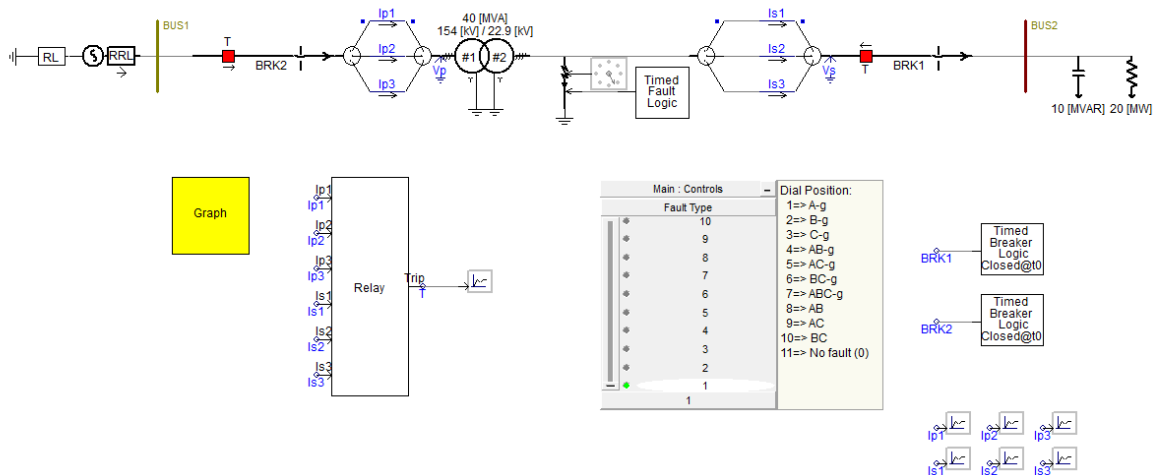 BUS1
Ip1
40 [MVA]
154 [kV] / 22.9 [kV]
Is1
BUS2
RL
S
RRL
T
BRK2
Ip2
Vp
#1
#2
Timed
Fault
Logic
Is2
Vs
T
BRK1
Ip3
Is3
10 [MVAR]
20 [MW]
Graph
Ip1
Ip1
Ip2
Ip2
Ip3
Ip3
Is1
Is1
Is2
Is2
Is3
Is3
Relay
Trip
T
Main : Controls
Fault Type
10
9
8
7
6
5
4
3
2
1
1
Dial Position:
1=> A-g
2=> B-g
3=> C-g
4=> AB-g
5=> AC-g
6=> BC-g
7=> ABC-g
8=> AB
9=> AC
10=> BC
11=> No fault (0)
BRK1
Timed
Breaker
Logic
Closed@t0
BRK2
Timed
Breaker
Logic
Closed@t0
Ip1
Ip2
Ip3
Is1
Is2
Is3